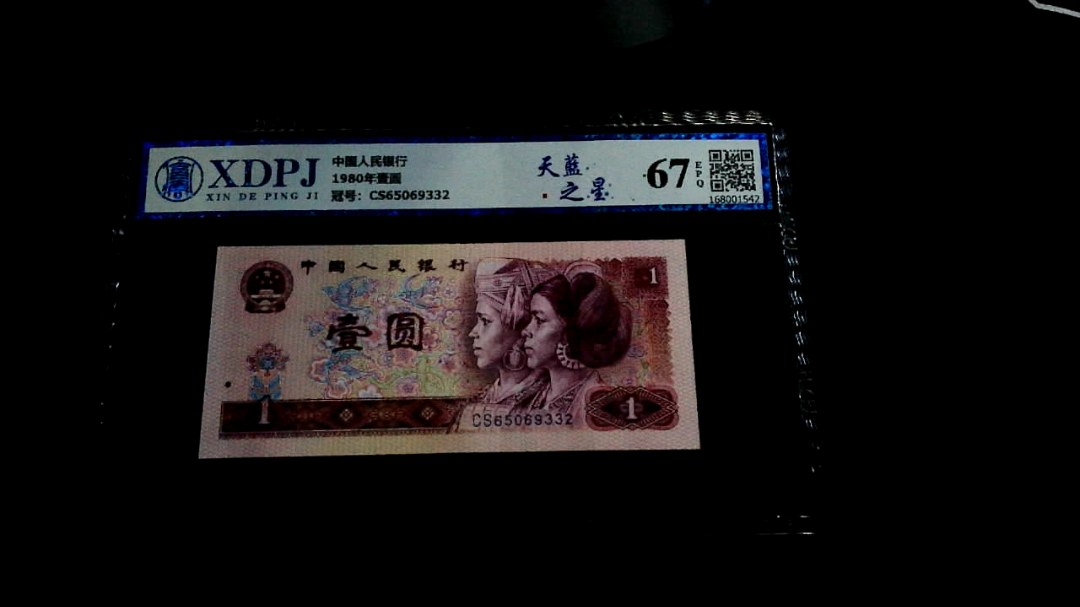 XDPJ
XIN DE PING JI
中國人民银行
1980年壹圆
冠号：CS65069332
天蓝
之星
67
EPQ
168001542
中国人民银行
1
壹圆
1
CS65069332
1